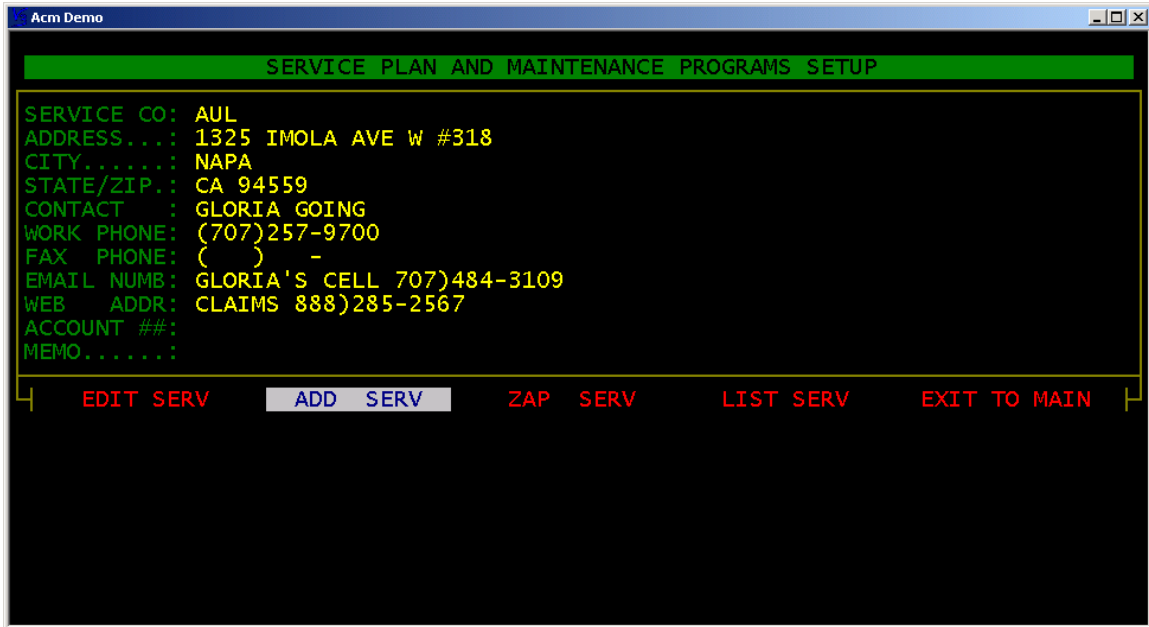 Acm Demo
SERVICE PLAN AND MAINTENANCE PROGRAMS SETUP
SERVICE CO: AUL
ADDRESS...: 1325 IMOLA AVE W #318
CITY......: NAPA
STATE/ZIP.: CA 94559
CONTACT   : GLORIA GOING
WORK PHONE: (707)257-9700
FAX  PHONE: (   )   -
EMAIL NUMB: GLORIA'S CELL 707)484-3109
WEB   ADDR: CLAIMS 888)285-2567
ACCOUNT ##:
MEMO......:
EDIT SERV   ADD  SERV   ZAP  SERV   LIST SERV   EXIT TO MAIN